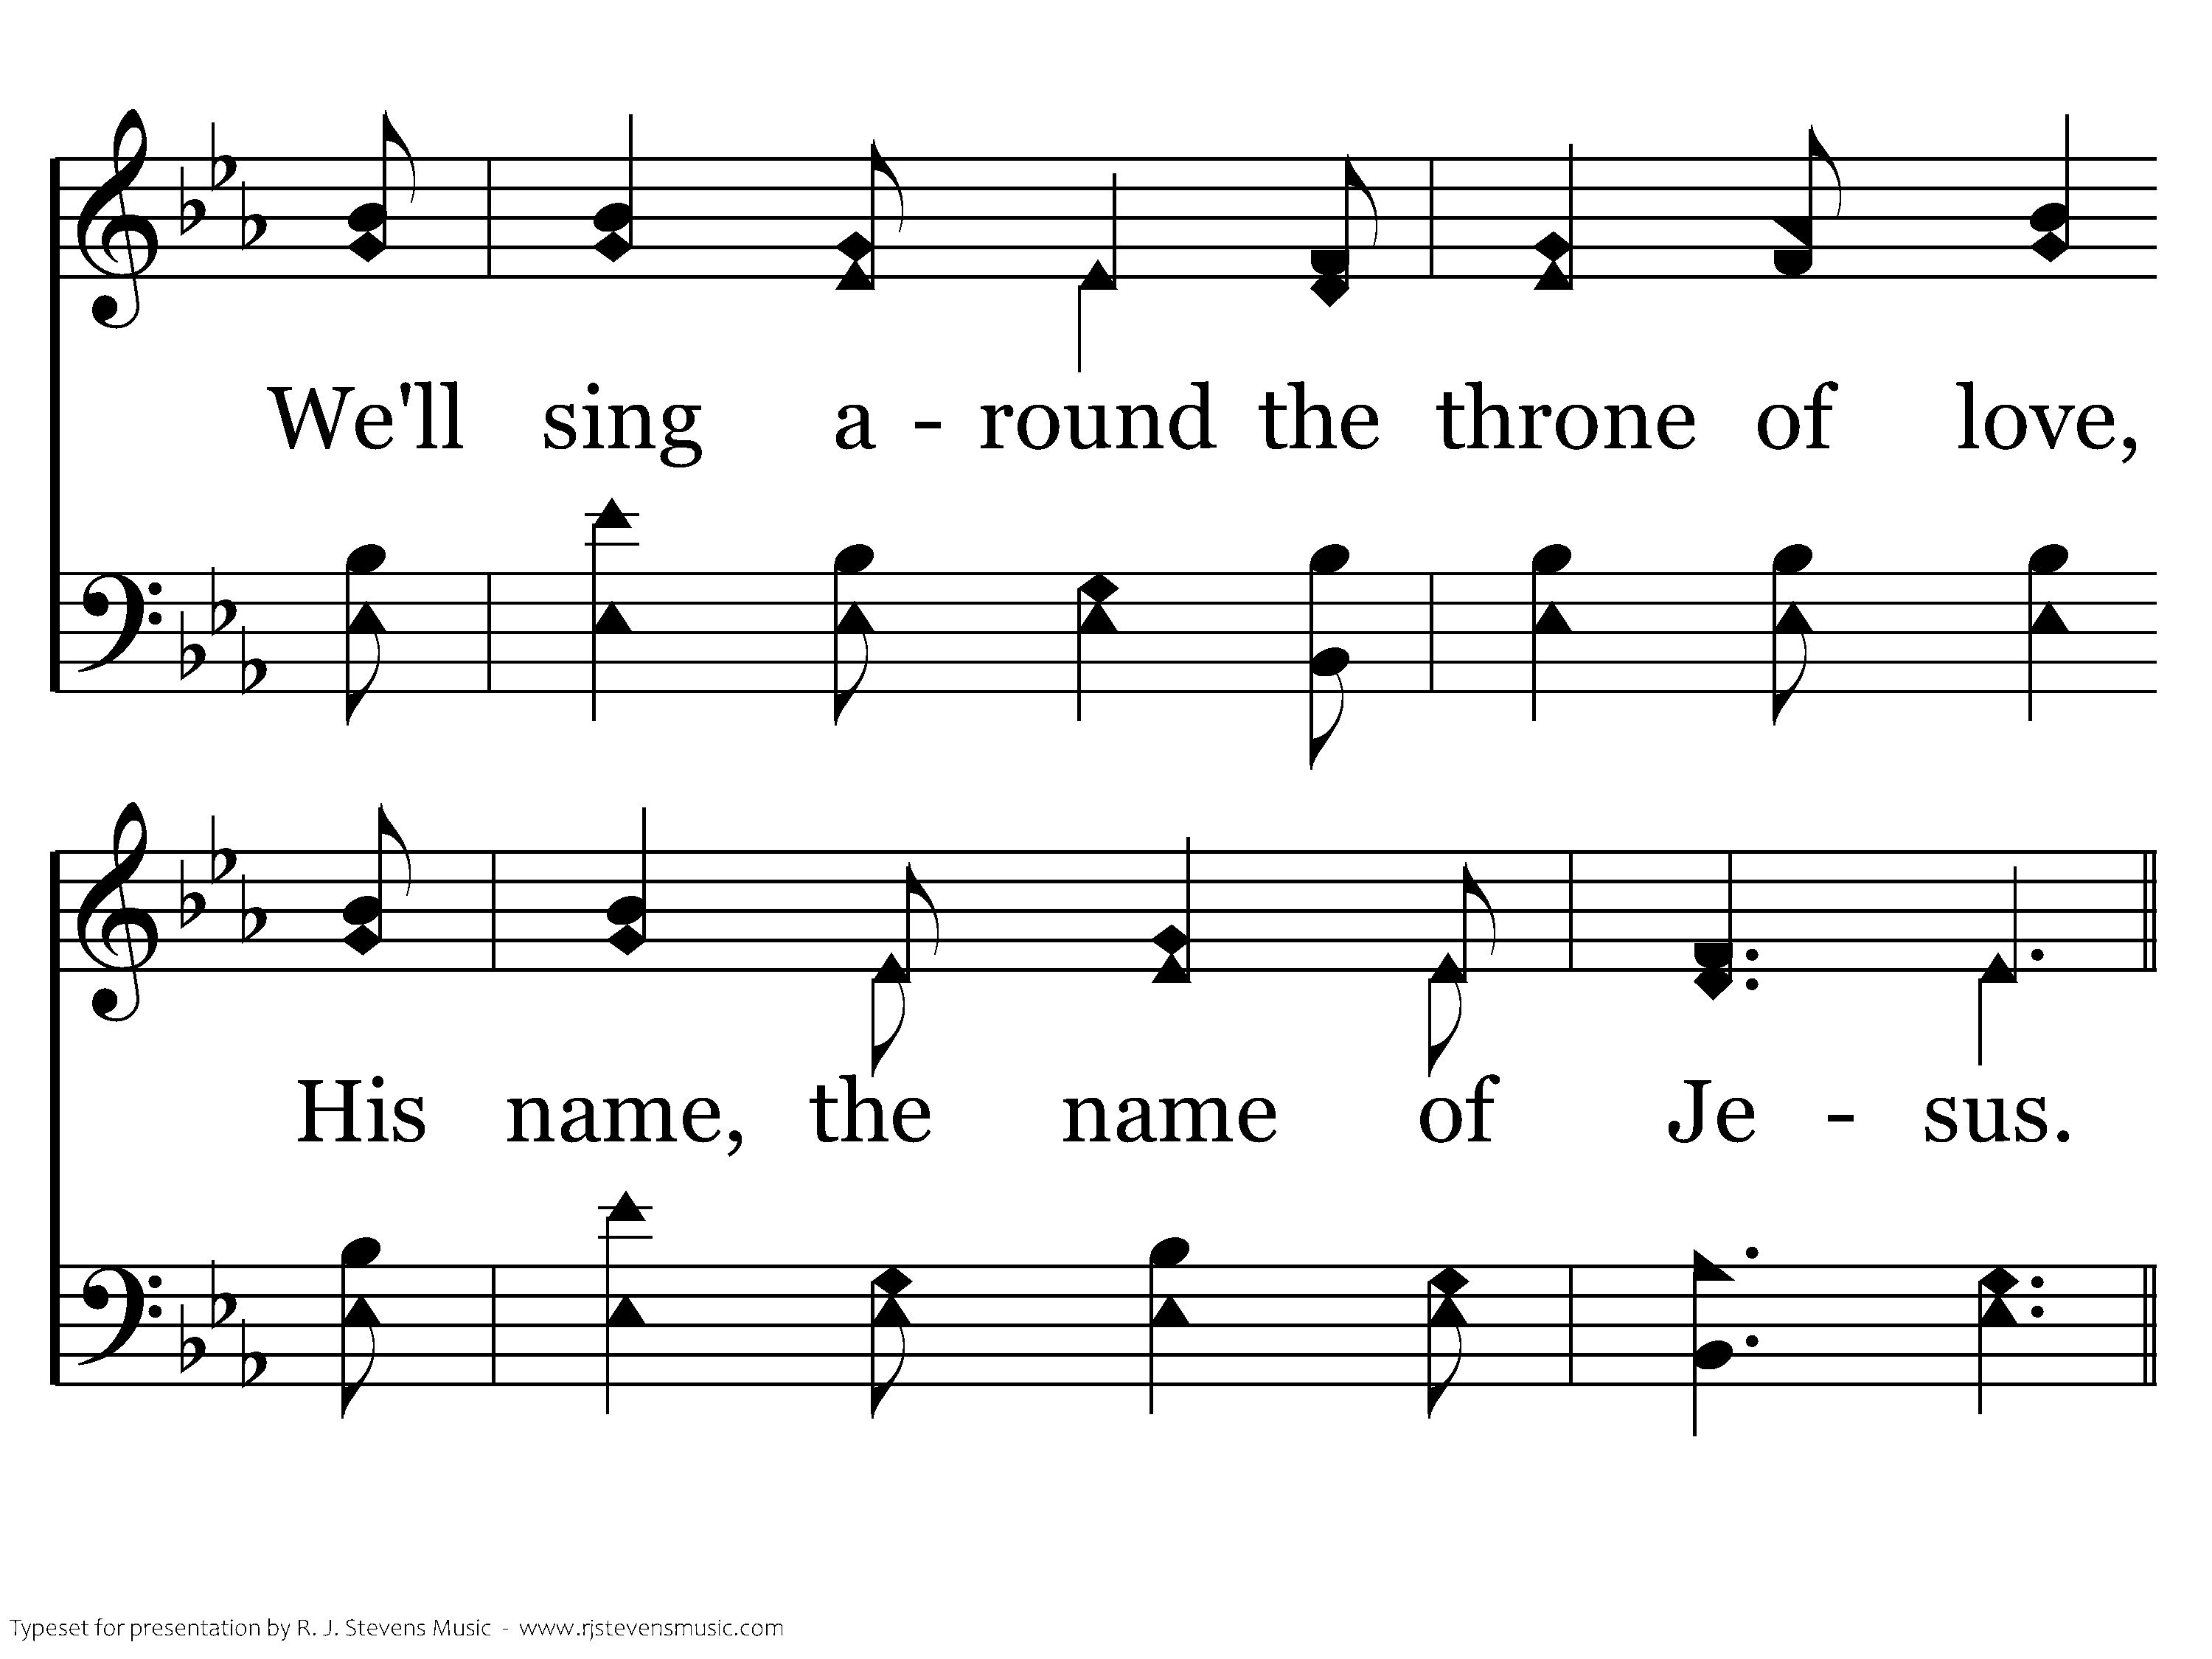 We'll sing a - round the throne of love,
His name, the name of Je - sus.
Typeset for presentation by R. J. Stevens Music - www.rjstevensmusic.com